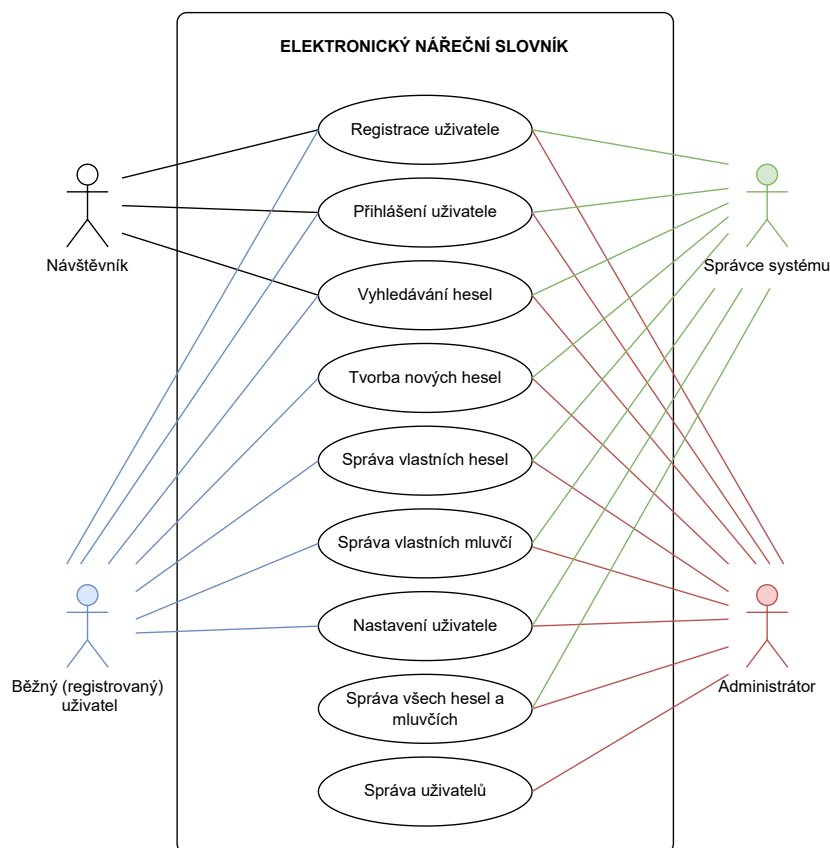 ELEKTRONICKÝ NÁŘEČNÍ SLOVNÍK
Registrace uživatele
Přihlášení uživatele
Návštěvník
Správce systému
Vyhledávání hesel
Tvorba nových hesel
Správa vlastních hesel
Správa vlastních mluvčí
Nastavení uživatele
Běžný (registrovaný)
uživatel
Administrátor
Správa všech hesel a
mluvčích
Správa uživatelů